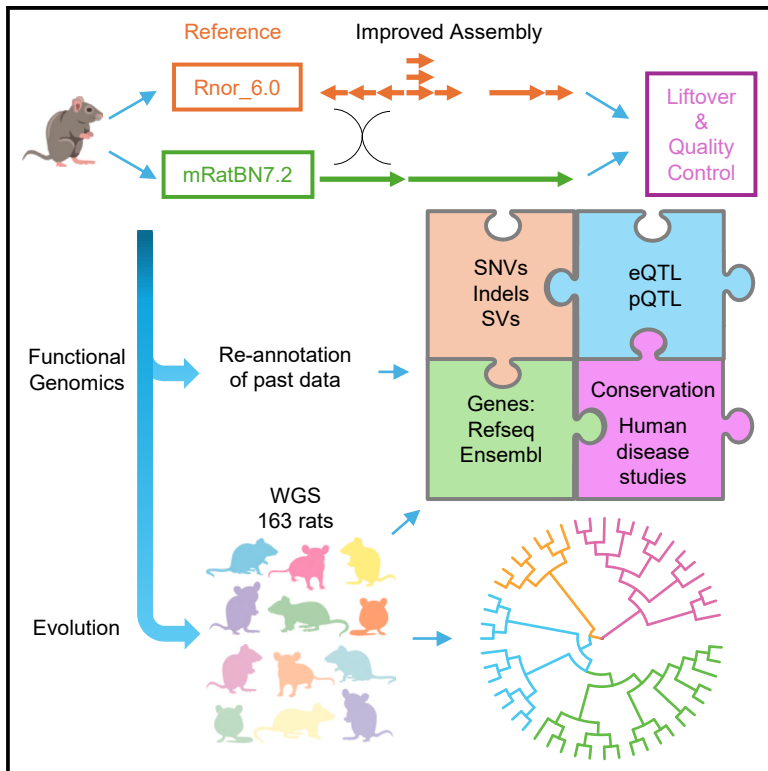 Reference
Improved Assembly
Rnor_6.0
Liftover
&
Quality
Control
mRatBN7.2
SNVs
Indels
SVs
eQTL
pQTL
Functional
Genomics
Re-annotation
of past data
Genes:
Refseq
Ensembl
Conservation
Human
disease
studies
WGS
163 rats
Evolution